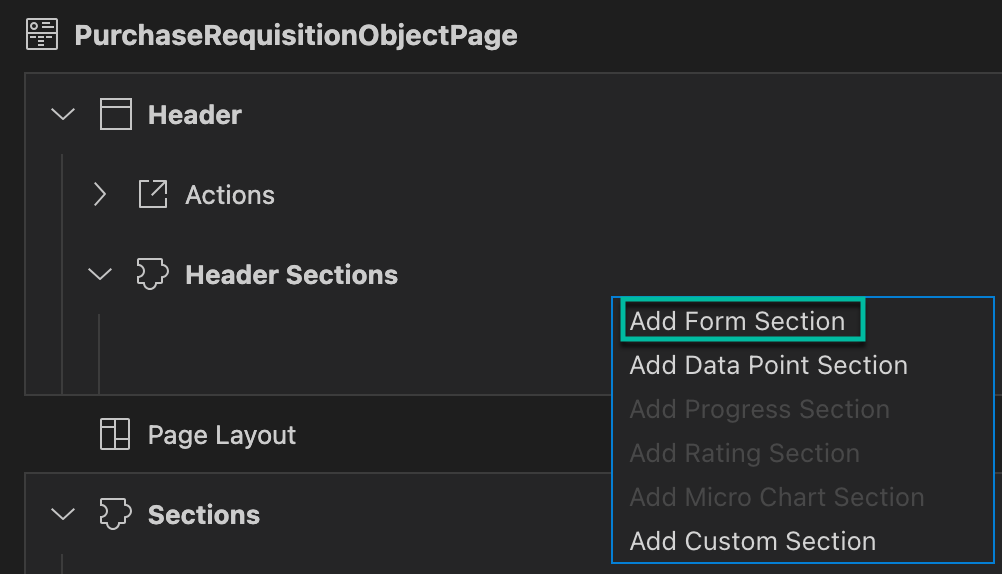 PurchaseRequisitionObjectPage
Header
Actions
Header Sections
Add Form Section
Add Data Point Section
Add Progress Section
Add Rating Section
Add Micro Chart Section
Add Custom Section
Page Layout
Sections